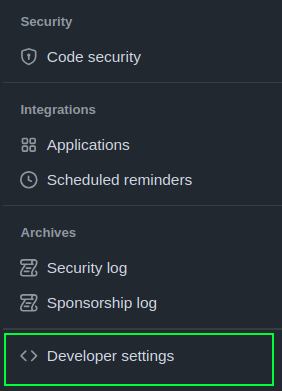 Security
Code security
Integrations
Applications
Scheduled reminders
Archives
Security log
Sponsorship log
Developer settings